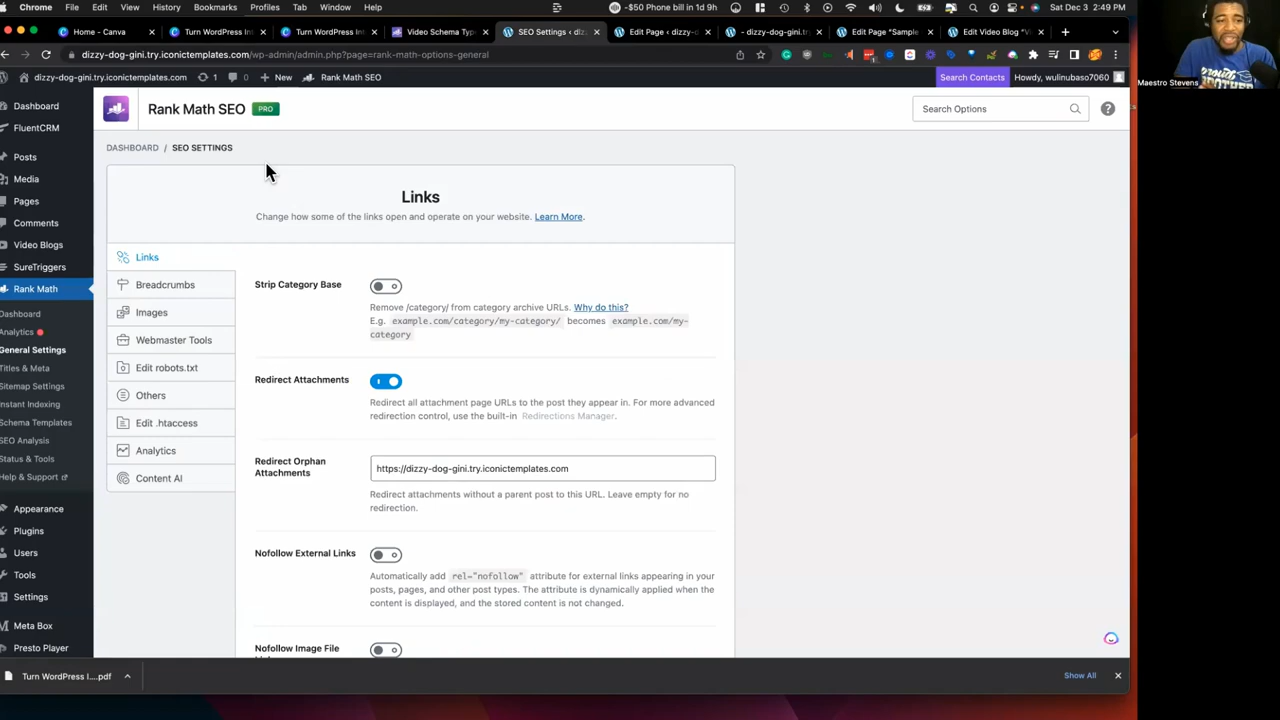 Chrome File Edit View History Bookmarks Profiles Tab Window Help -$50 Phone bill in 1d 9h Sat Dec 3 2:49 PM
Home - Canva Turn WordPress In Turn WordPress In Video Schema Typ SEO Settings ‹ diz Edit Page ‹ dizzy-d - dizzy-dog-gini.try Edit Page "Sample Edit Video Blog "Vi
dizzy-dog-gini.try.iconictemplates.com/wp-admin/admin.php?page=rank-math-options-general
dizzy-dog-gini.try.iconictemplates.com 1 0 New Rank Math SEO Search Contacts Howdy, wulinubaso7060
Maestro Stevens
Dashboard
FluentCRM
Posts
Media
Pages
Comments
Video Blogs
SureTriggers
Rank Math
Dashboard
Analytics
General Settings
Titles & Meta
Sitemap Settings
Instant Indexing
Schema Templates
SEO Analysis
Status & Tools
Help & Support
Appearance
Plugins
Users
Tools
Settings
Meta Box
Presto Player
Rank Math SEO PRO
Search Options
DASHBOARD / SEO SETTINGS
Links
Change how some of the links open and operate on your website. Learn More.
Links
Breadcrumbs
Images
Webmaster Tools
Edit robots.txt
Others
Edit .htaccess
Analytics
Content AI
Strip Category Base
Remove /category/ from category archive URLs. Why do this?
E.g. example.com/category/my-category/ becomes example.com/my-
category
Redirect Attachments
Redirect all attachment page URLs to the post they appear in. For more advanced
redirection control, use the built-in Redirections Manager.
Redirect Orphan
Attachments
https://dizzy-dog-gini.try.iconictemplates.com
Redirect attachments without a parent post to this URL. Leave empty for no
redirection.
Nofollow External Links
Automatically add rel="nofollow" attribute for external links appearing in your
posts, pages, and other post types. The attribute is dynamically applied when the
content is displayed, and the stored content is not changed.
Nofollow Image File
Turn WordPress I....pdf
Show All